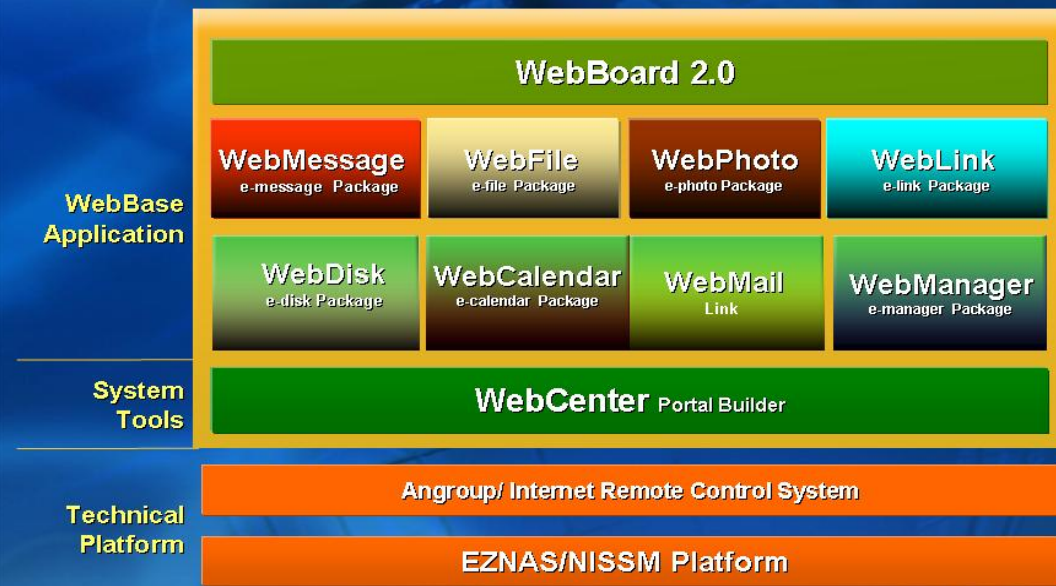 WebBoard 2.0
WebMessage
e-message Package
WebFile
e-file Package
WebPhoto
e-photo Package
WebLink
e-link Package
WebBase
Application
WebDisk
e-disk Package
WebCalendar
e-calendar Package
WebMail
Link
WebManager
e-manager Package
System
Tools
WebCenter Portal Builder
Technical
Platform
Angroup/ Internet Remote Control System
EZNAS/NISSM Platform